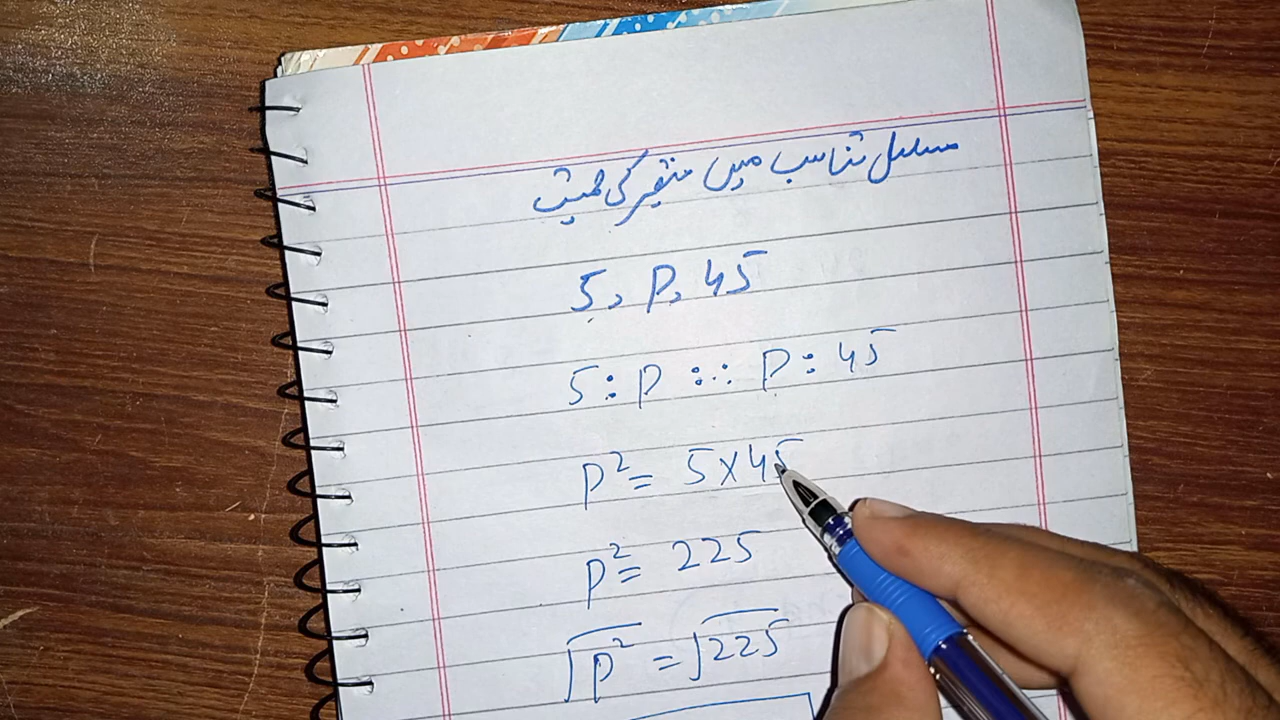 مسلسل تناسب میں متغیر کی قیمت
5, P, 45
5 : P :: P : 45
P² = 5×45
P² = 225
√P² = √225